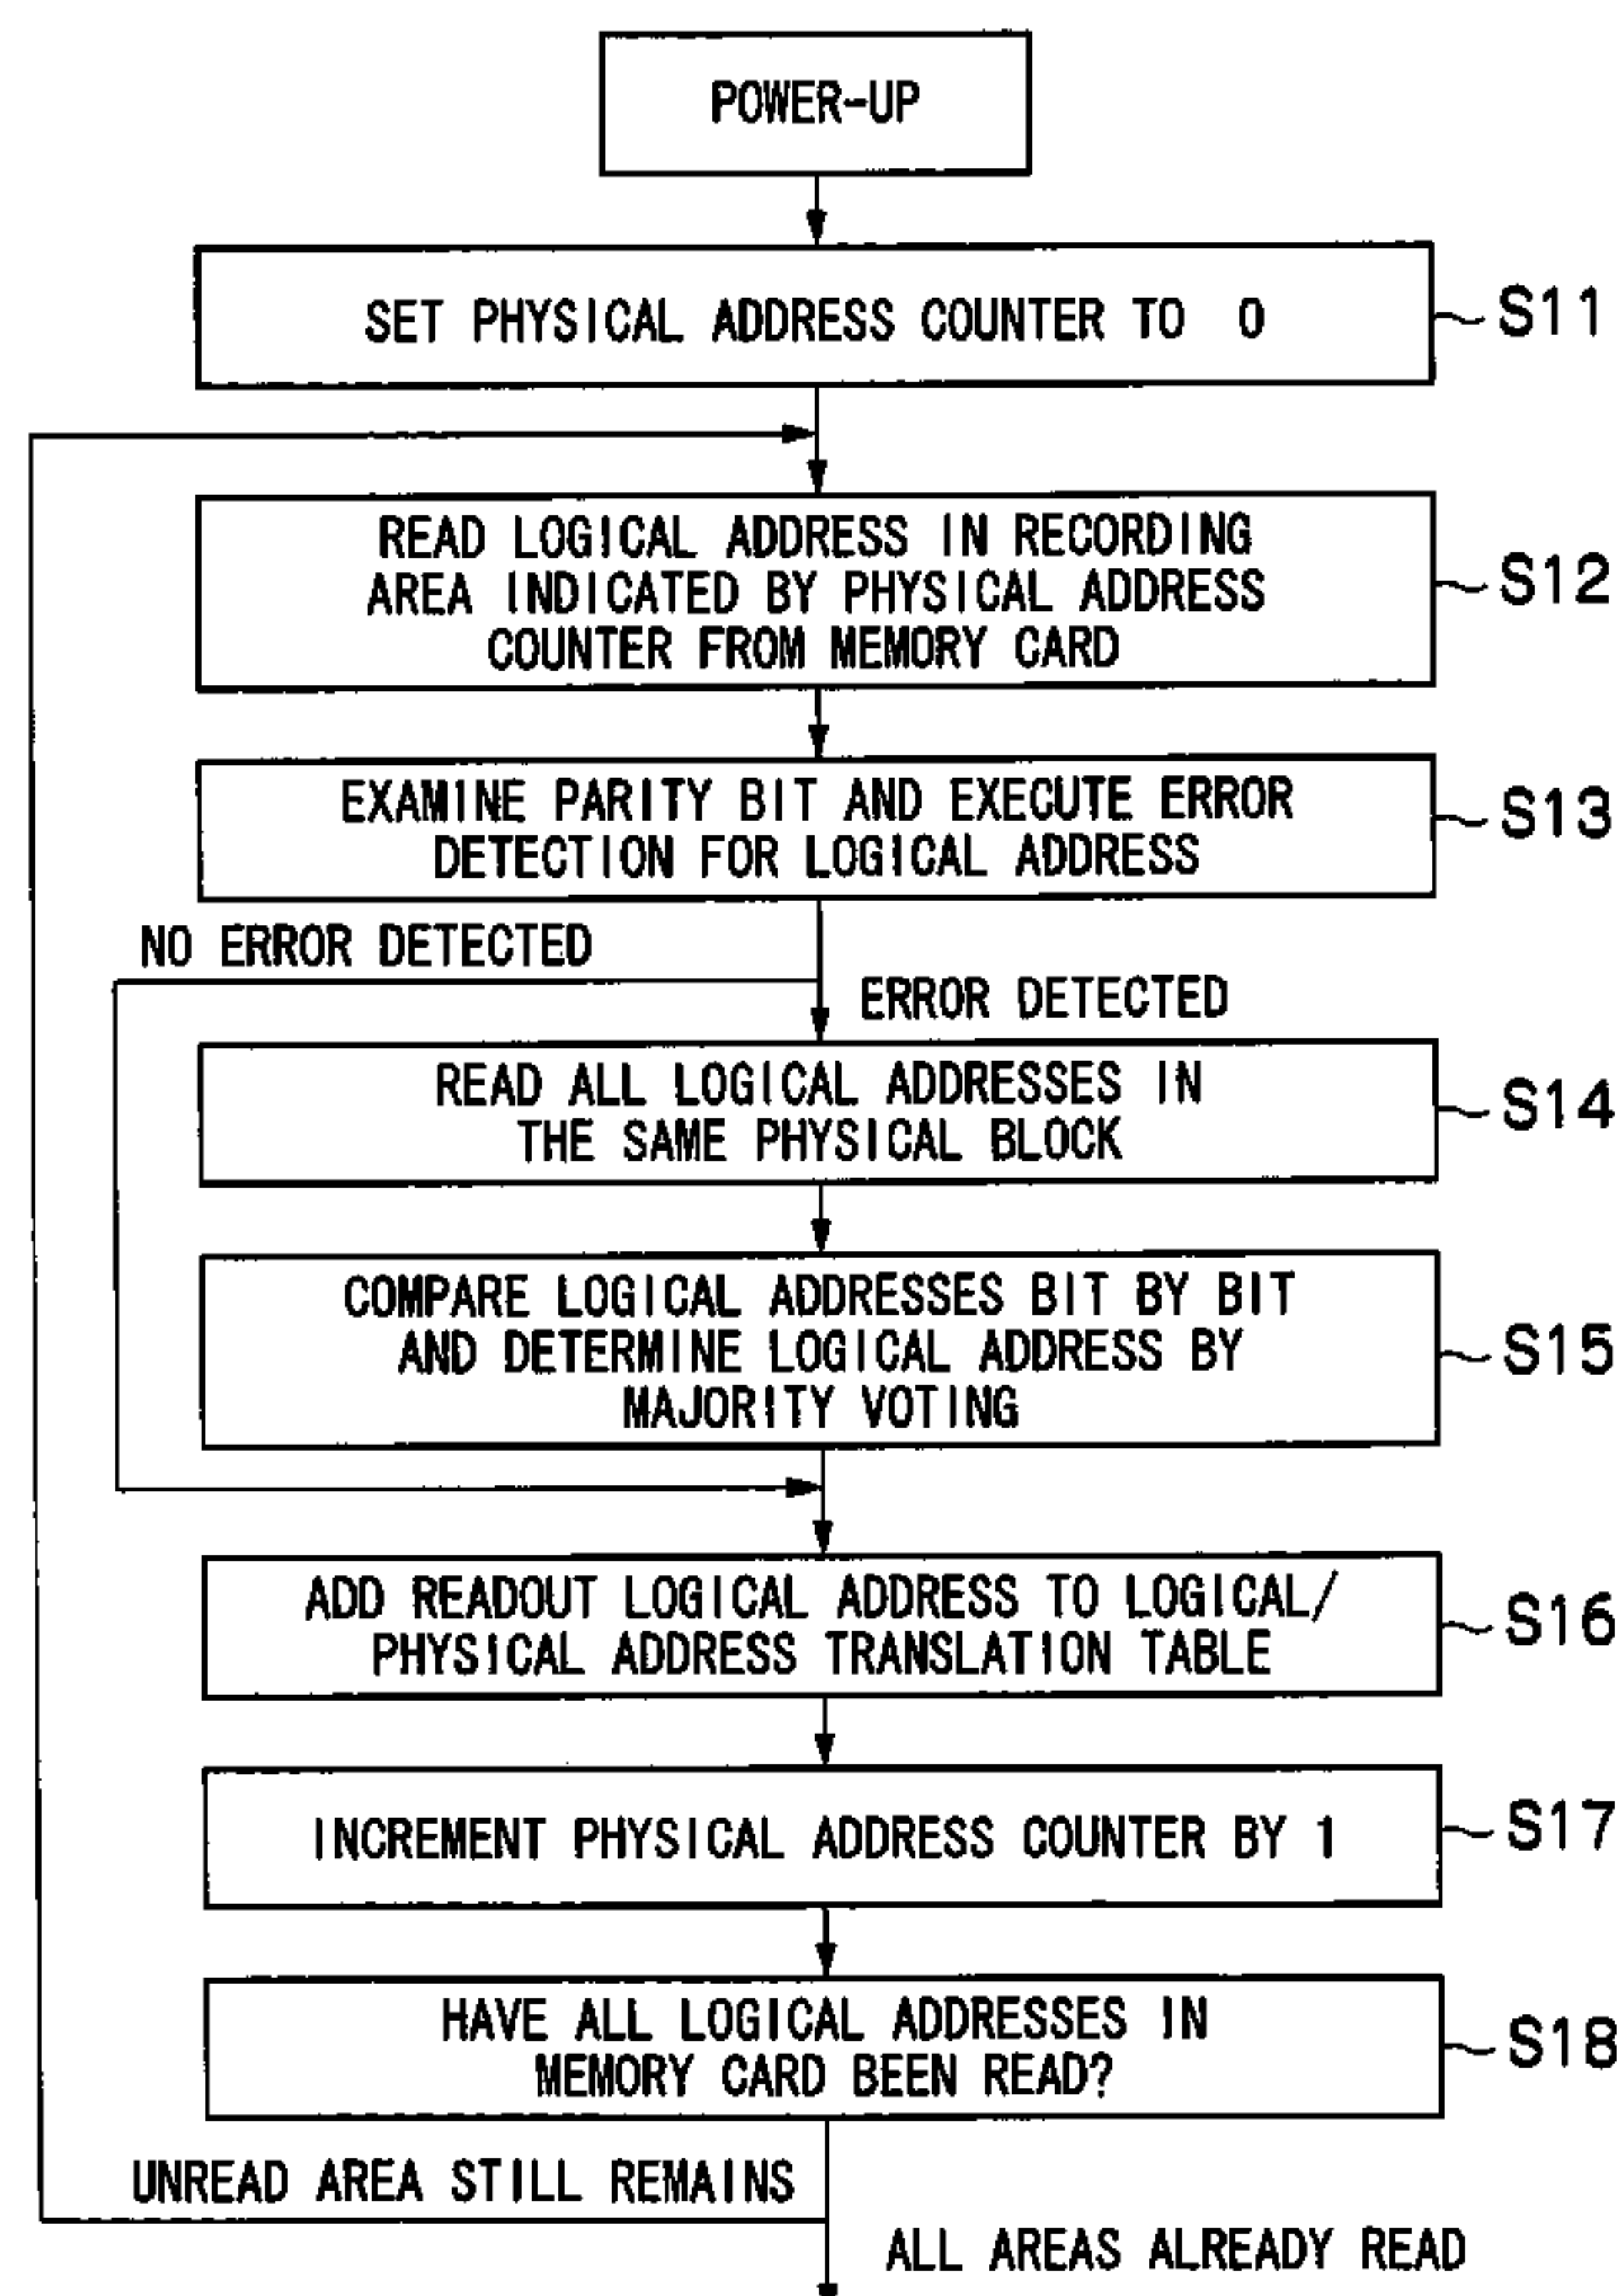 POWER-UP
SET PHYSICAL ADDRESS COUNTER TO 0
S11
READ LOGICAL ADDRESS IN RECORDING
AREA INDICATED BY PHYSICAL ADDRESS
COUNTER FROM MEMORY CARD
S12
EXAMINE PARITY BIT AND EXECUTE ERROR
DETECTION FOR LOGICAL ADDRESS
S13
NO ERROR DETECTED
ERROR DETECTED
READ ALL LOGICAL ADDRESSES IN
THE SAME PHYSICAL BLOCK
S14
COMPARE LOGICAL ADDRESSES BIT BY BIT
AND DETERMINE LOGICAL ADDRESS BY
MAJORITY VOTING
S15
ADD READOUT LOGICAL ADDRESS TO LOGICAL/
PHYSICAL ADDRESS TRANSLATION TABLE
S16
INCREMENT PHYSICAL ADDRESS COUNTER BY 1
S17
HAVE ALL LOGICAL ADDRESSES IN
MEMORY CARD BEEN READ?
S18
UNREAD AREA STILL REMAINS
ALL AREAS ALREADY READ